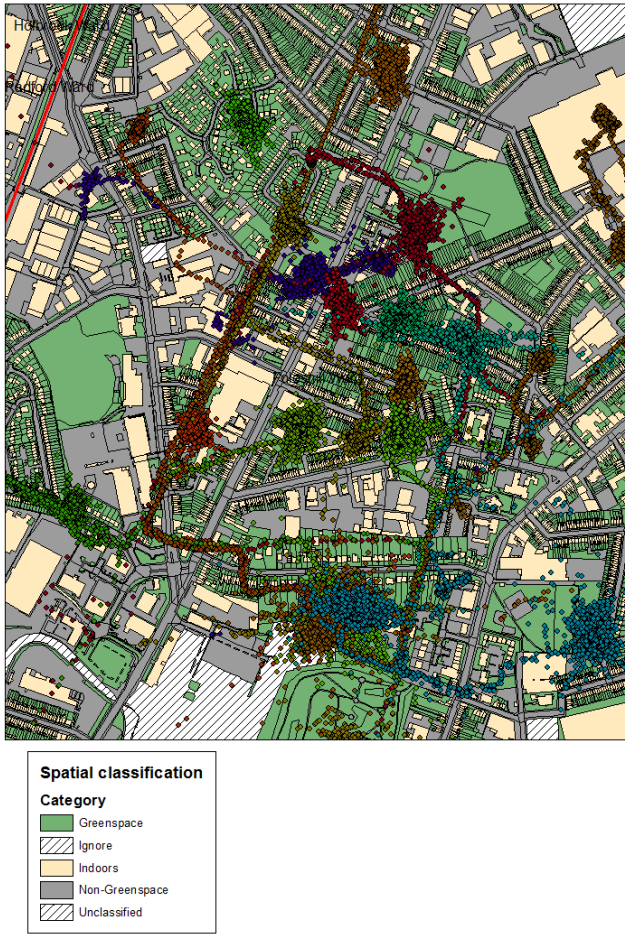 Radford Ward
Spatial classification
Category
Greenspace
Ignore
Indoors
Non-Greenspace
Unclassified